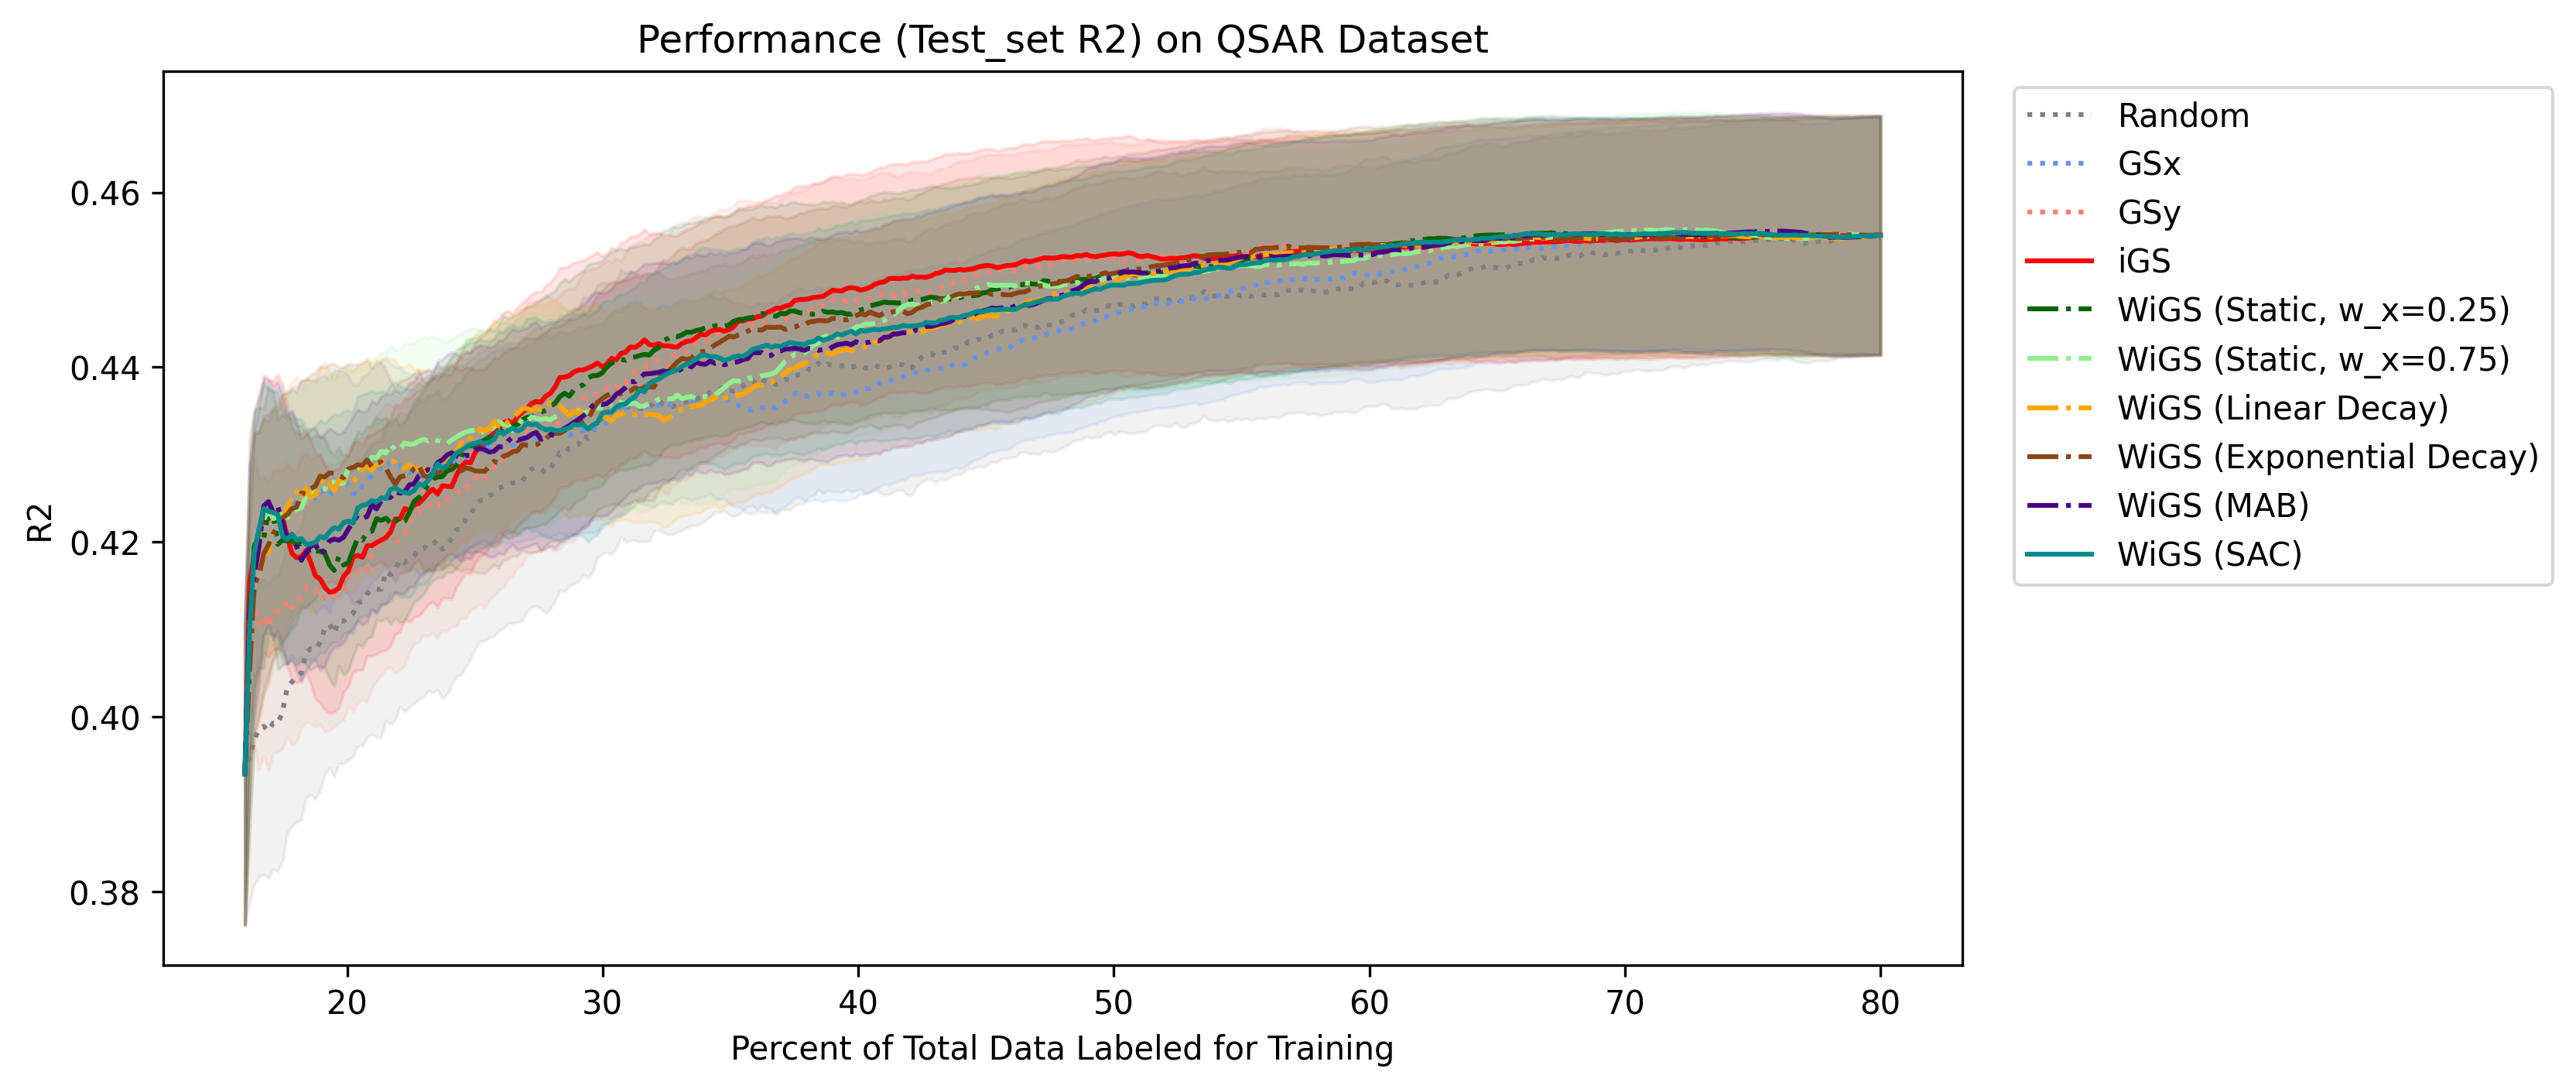 Performance (Test_set R2) on QSAR Dataset
R2
0.46
0.44
0.42
0.40
0.38
20
30
40
50
60
70
80
Percent of Total Data Labeled for Training
Random
GSx
GSy
iGS
WiGS (Static, w_x=0.25)
WiGS (Static, w_x=0.75)
WiGS (Linear Decay)
WiGS (Exponential Decay)
WiGS (MAB)
WiGS (SAC)